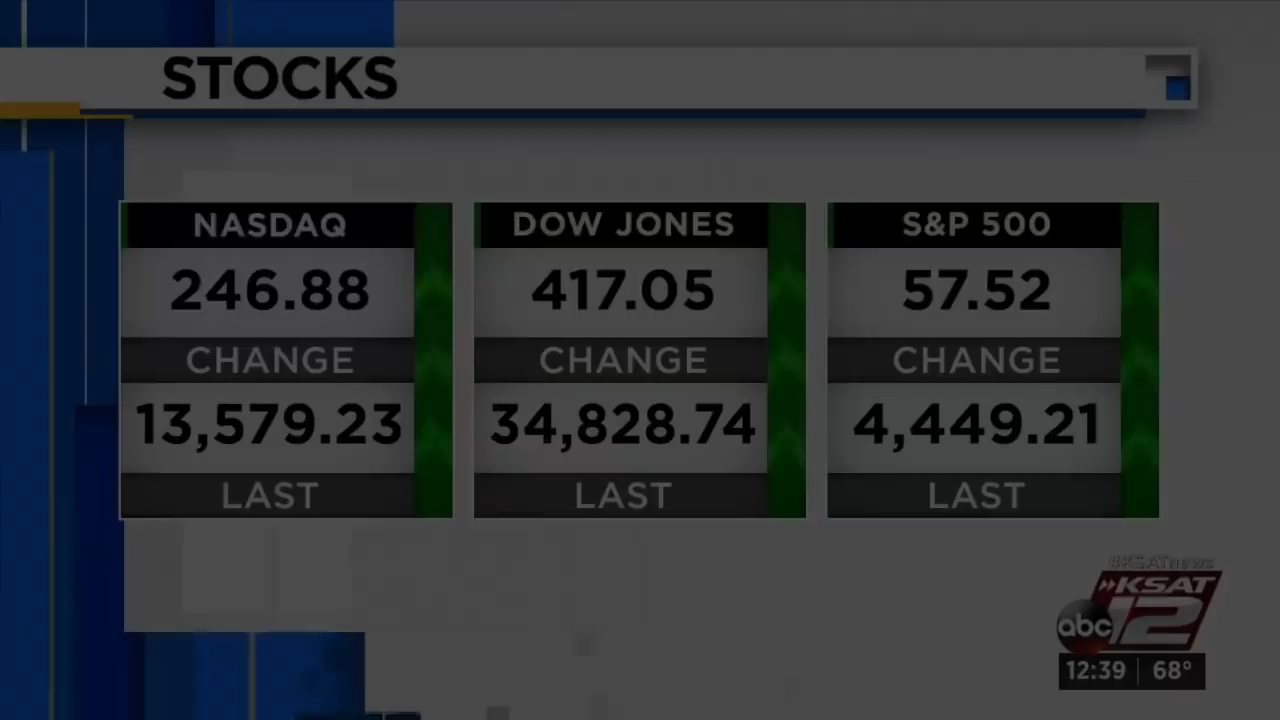 STOCKS
NASDAQ
246.88
CHANGE
13,579.23
LAST
DOW JONES
417.05
CHANGE
34,828.74
LAST
S&P 500
57.52
CHANGE
4,449.21
LAST
#KSATnews
KSAT
abc 12
12:39 68°